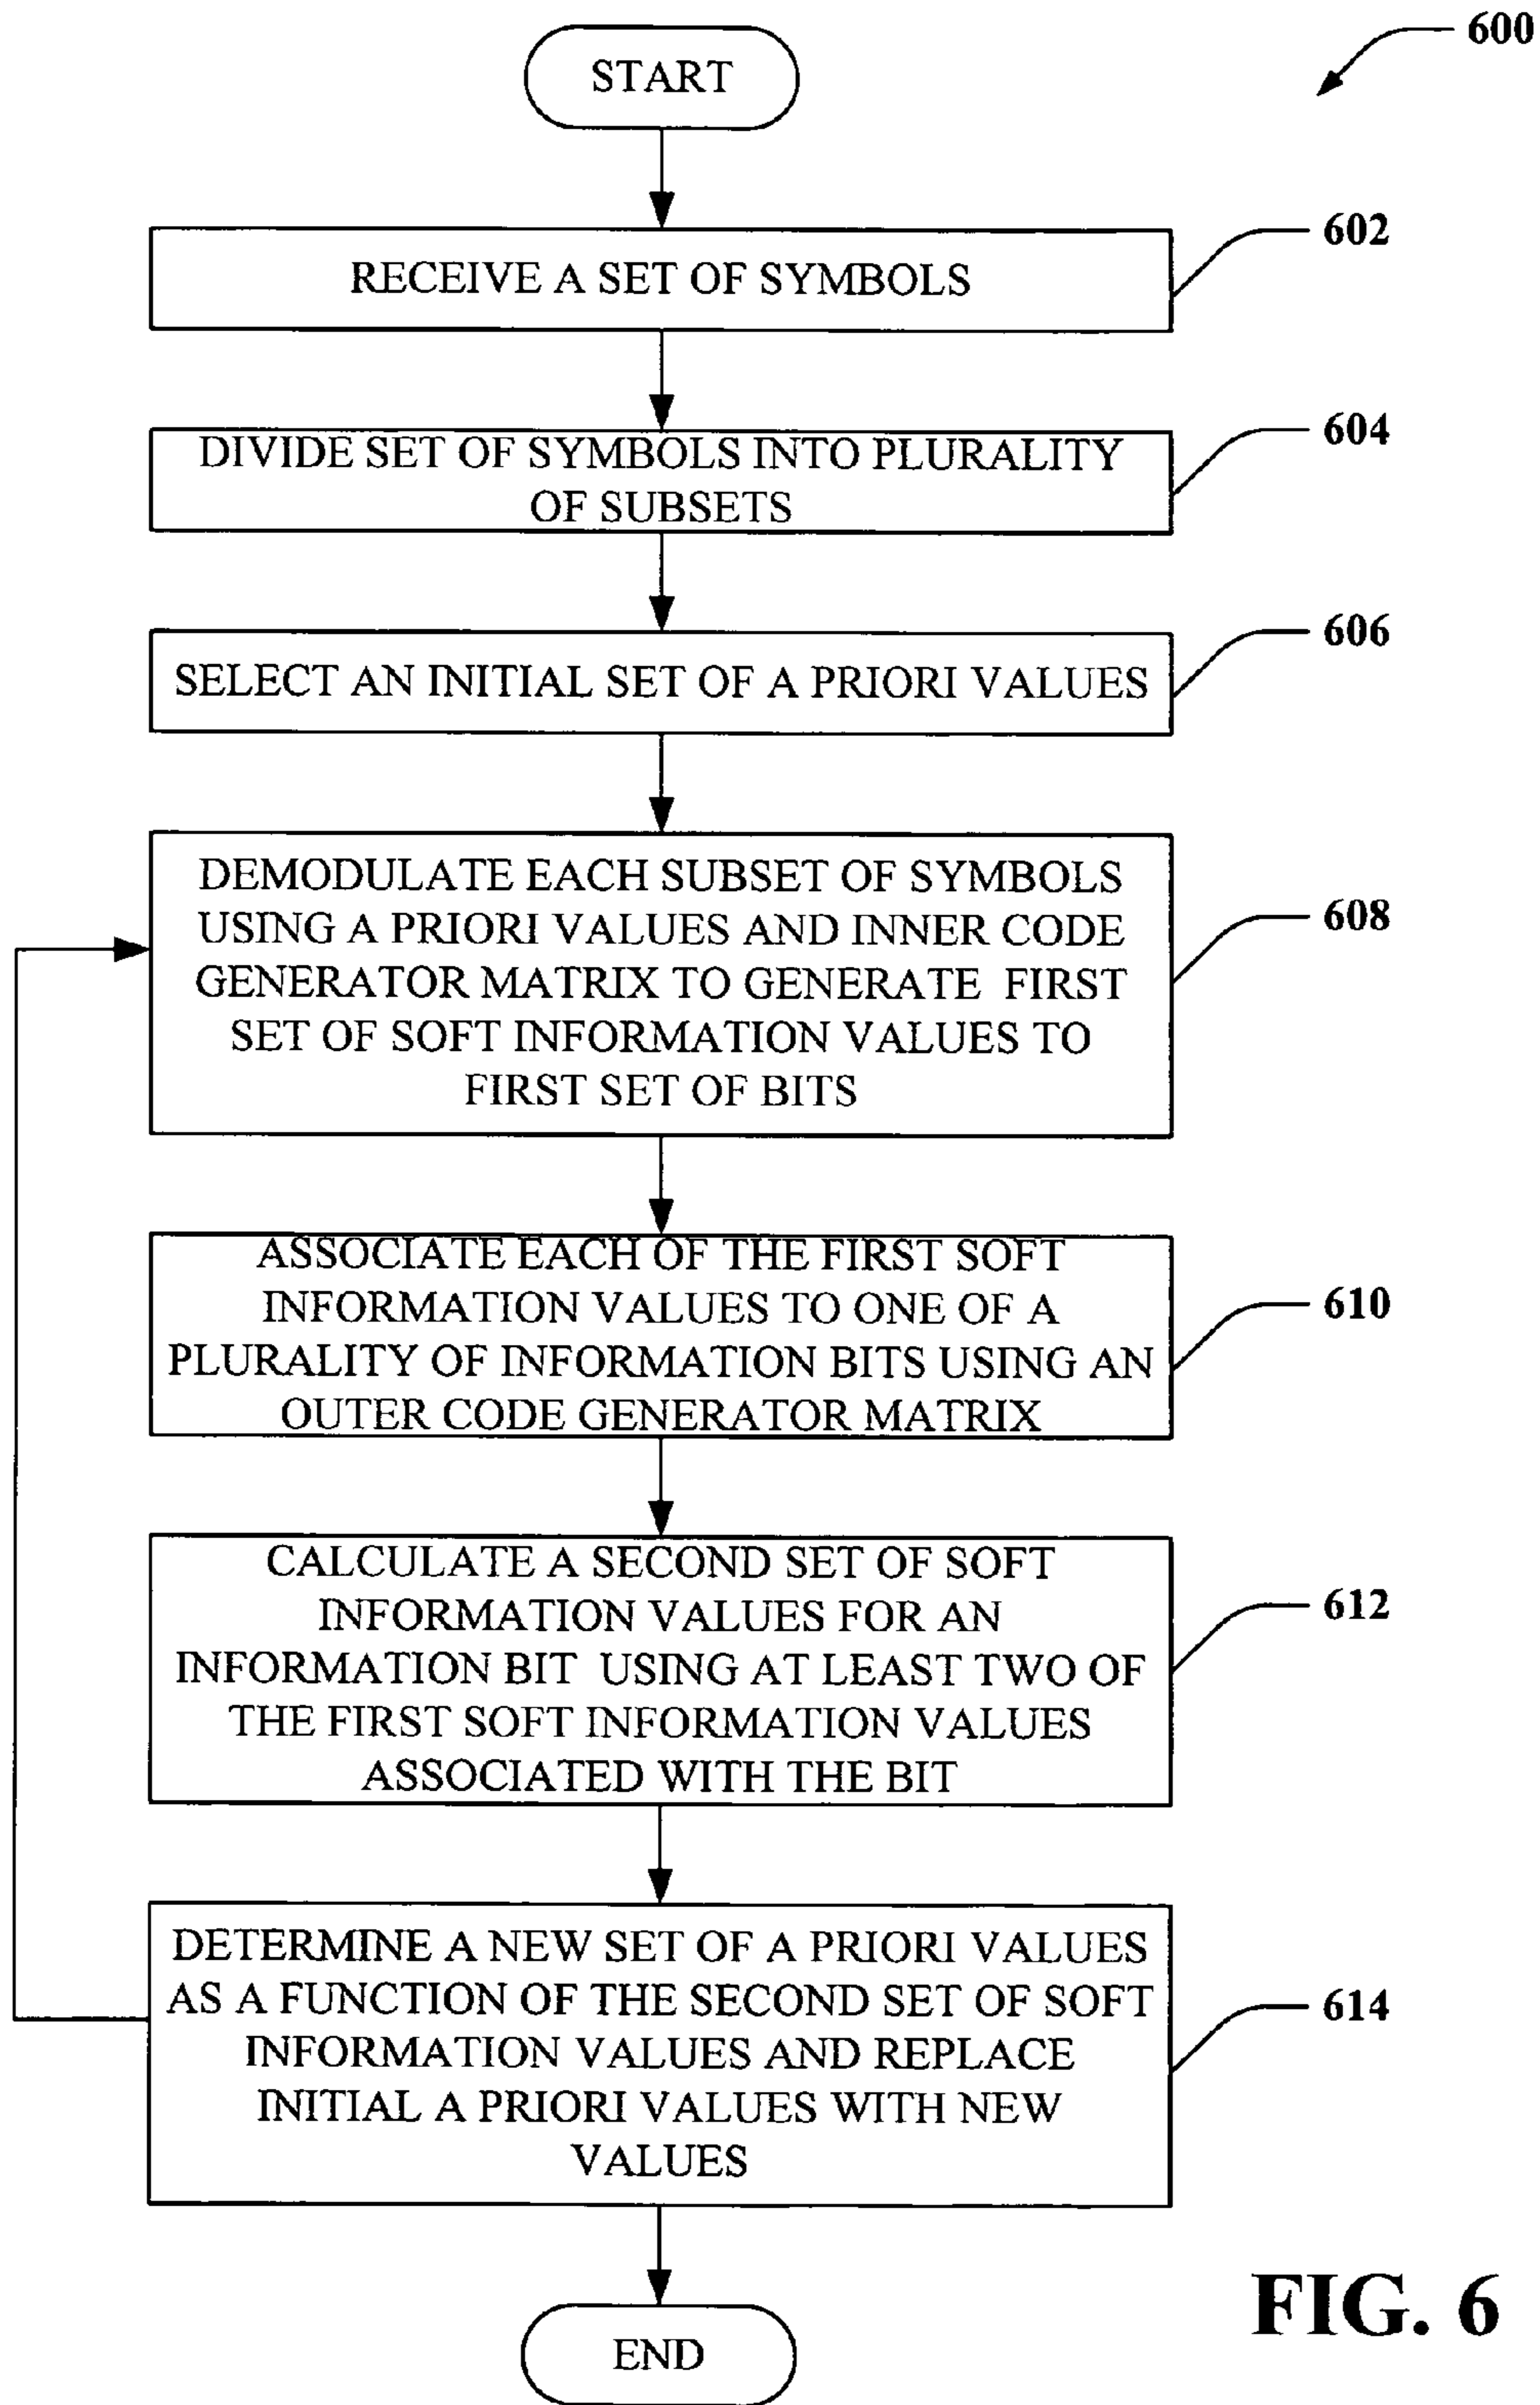 600
START
602
RECEIVE A SET OF SYMBOLS
604
DIVIDE SET OF SYMBOLS INTO PLURALITY
OF SUBSETS
606
SELECT AN INITIAL SET OF A PRIORI VALUES
DEMODULATE EACH SUBSET OF SYMBOLS
USING A PRIORI VALUES AND INNER CODE
608
GENERATOR MATRIX TO GENERATE FIRST
SET OF SOFT INFORMATION VALUES TO
FIRST SET OF BITS
ASSOCIATE EACH OF THE FIRST SOFT
INFORMATION VALUES TO ONE OF A
610
PLURALITY OF INFORMATION BITS USING AN
OUTER CODE GENERATOR MATRIX
CALCULATE A SECOND SET OF SOFT
INFORMATION VALUES FOR AN
612
INFORMATION BIT USING AT LEAST TWO OF
THE FIRST SOFT INFORMATION VALUES
ASSOCIATED WITH THE BIT
DETERMINE A NEW SET OF A PRIORI VALUES
AS A FUNCTION OF THE SECOND SET OF SOFT
614
INFORMATION VALUES AND REPLACE
INITIAL A PRIORI VALUES WITH NEW
VALUES
FIG. 6
END